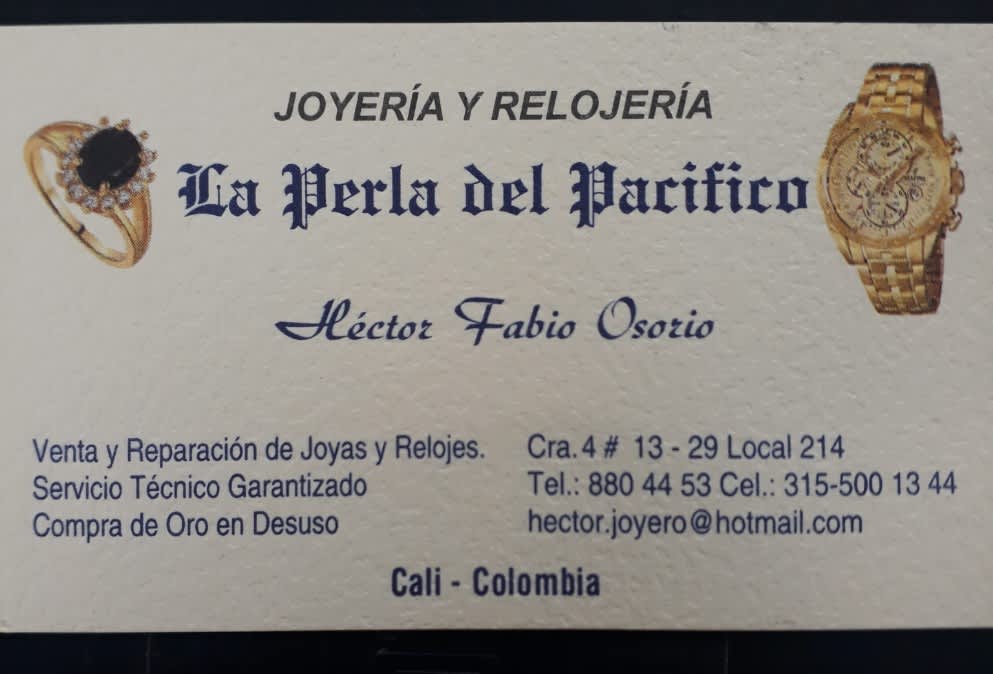 JOYERÍA Y RELOJERÍA
La Perla del Pacifico
Héctor Fabio Osorio
Venta y Reparación de Joyas y Relojes.
Servicio Técnico Garantizado
Compra de Oro en Desuso
Cra. 4 # 13 - 29 Local 214
Tel.: 880 44 53 Cel.: 315-500 13 44
hector.joyero@hotmail.com
Cali - Colombia